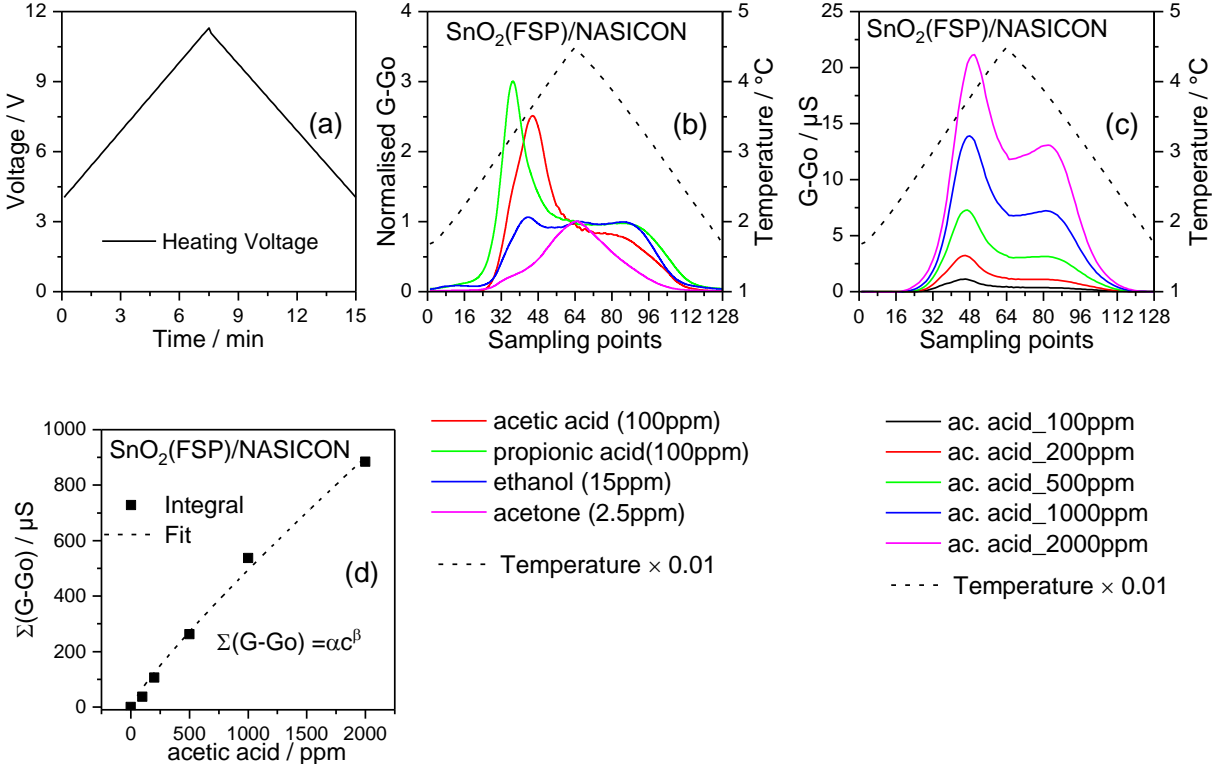 12
9
6
3
0
Voltage / V
(a)
Heating Voltage
0 3 6 9 12 15
Time / min
4
3
2
1
0
Normalised G-Go
SnO₂(FSP)/NASICON
(b)
5
4
3
2
1
Temperature / °C
0 16 32 48 64 80 96 112 128
Sampling points
25
20
15
10
5
0
G-Go / µS
SnO₂(FSP)/NASICON
(c)
5
4
3
2
1
Temperature / °C
0 16 32 48 64 80 96 112 128
Sampling points
1000
800
600
400
200
0
Σ(G-Go) / µS
SnO₂(FSP)/NASICON
Integral
Fit
(d)
Σ(G-Go) =αcᵝ
0 500 1000 1500 2000
acetic acid / ppm
acetic acid (100ppm)
propionic acid(100ppm)
ethanol (15ppm)
acetone (2.5ppm)
Temperature × 0.01
ac. acid_100ppm
ac. acid_200ppm
ac. acid_500ppm
ac. acid_1000ppm
ac. acid_2000ppm
Temperature × 0.01